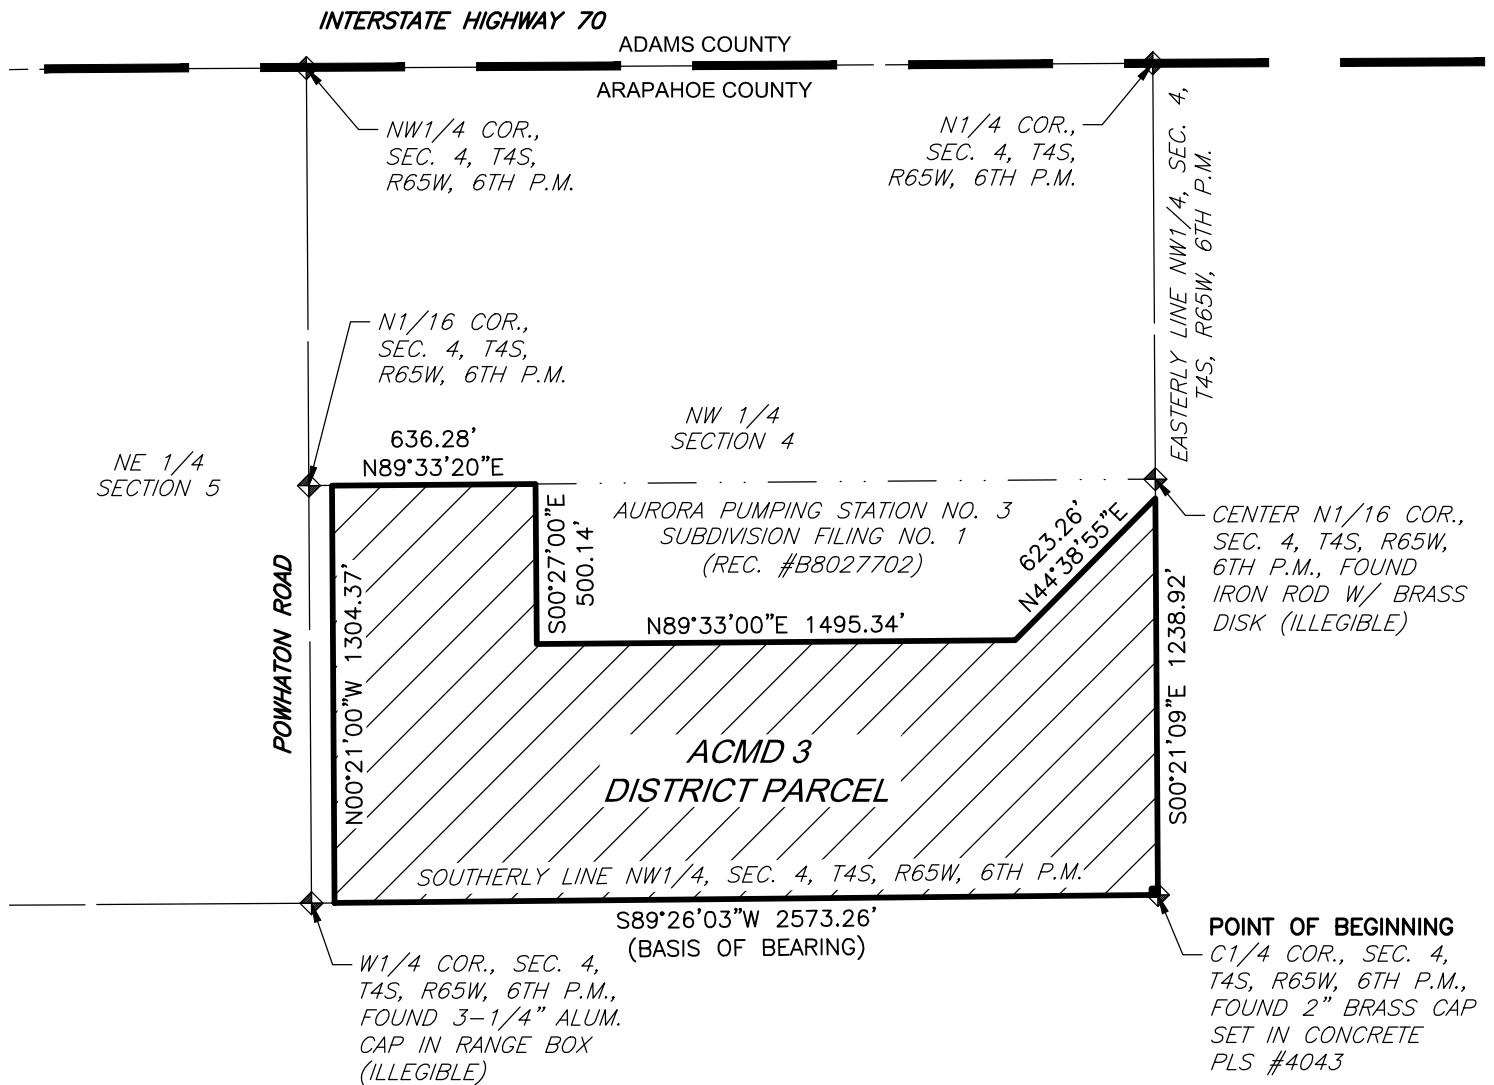 INTERSTATE HIGHWAY 70
ADAMS COUNTY
ARAPAHOE COUNTY
NW1/4 COR.,
SEC. 4, T4S,
R65W, 6TH P.M.
N1/4 COR.,
SEC. 4, T4S,
R65W, 6TH P.M.
EASTERLY LINE NW1/4, SEC. 4,
T4S, R65W, 6TH P.M.
N1/16 COR.,
SEC. 4, T4S,
R65W, 6TH P.M.
NW 1/4
SECTION 4
NE 1/4
SECTION 5
636.28'
N89°33'20"E
S00°27'00"E
500.14'
AURORA PUMPING STATION NO. 3
SUBDIVISION FILING NO. 1
(REC. #B8027702)
623.26'
N44°38'55"E
CENTER N1/16 COR.,
SEC. 4, T4S, R65W,
6TH P.M., FOUND
IRON ROD W/ BRASS
DISK (ILLEGIBLE)
POWHATON ROAD
N00°21'00"W 1304.37'
N89°33'00"E 1495.34'
S00°21'09"E 1238.92'
ACMD 3
DISTRICT PARCEL
SOUTHERLY LINE NW1/4, SEC. 4, T4S, R65W, 6TH P.M.
S89°26'03"W 2573.26'
(BASIS OF BEARING)
POINT OF BEGINNING
C1/4 COR., SEC. 4,
T4S, R65W, 6TH P.M.,
FOUND 2" BRASS CAP
SET IN CONCRETE
PLS #4043
W1/4 COR., SEC. 4,
T4S, R65W, 6TH P.M.,
FOUND 3-1/4" ALUM.
CAP IN RANGE BOX
(ILLEGIBLE)